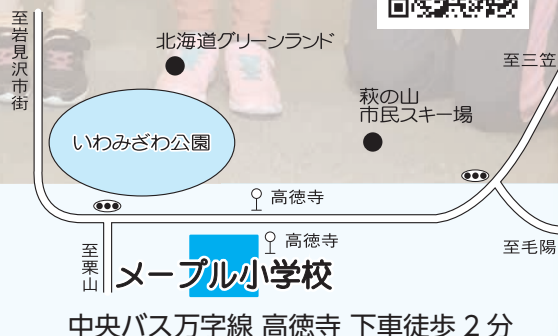 至岩見沢市街
北海道グリーンランド
至三笠
萩の山
市民スキー場
いわみざわ公園
高徳寺
高徳寺
至毛陽
至栗山
メープル小学校
中央バス万字線 高徳寺 下車徒歩 2 分